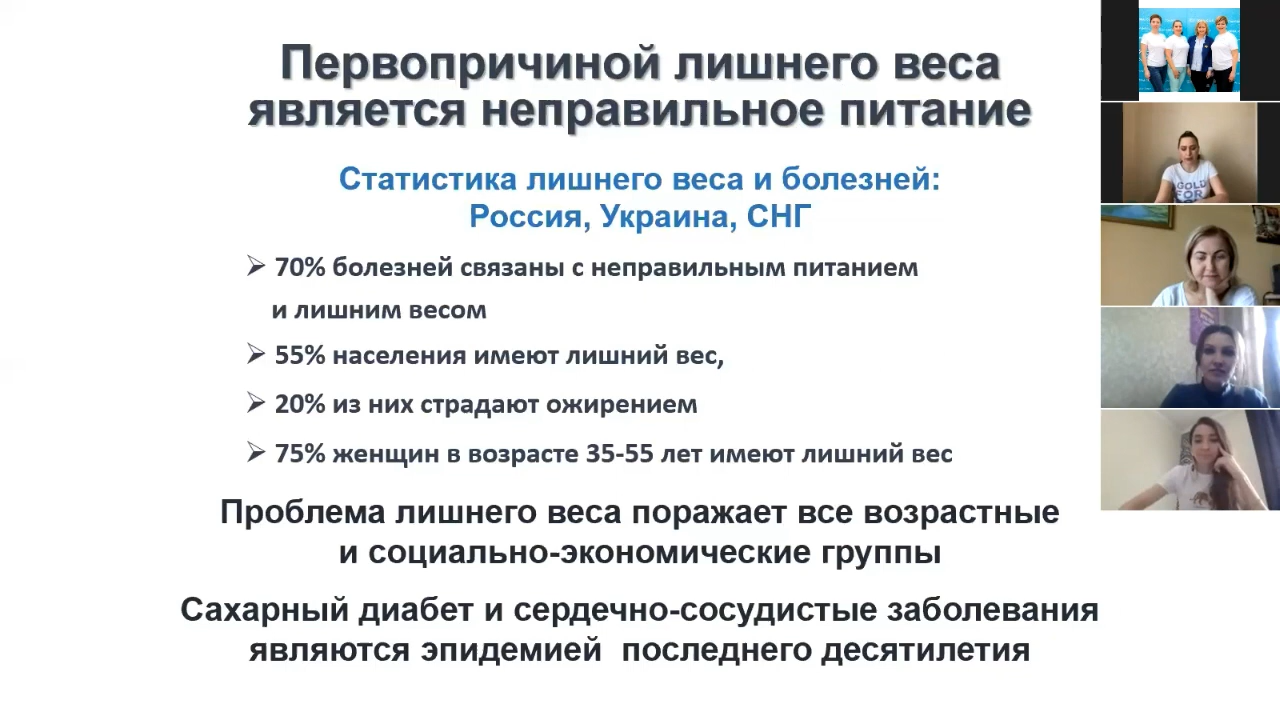 Первопричиной лишнего веса
является неправильное питание
Статистика лишнего веса и болезней:
Россия, Украина, СНГ
➢ 70% болезней связаны с неправильным питанием
и лишним весом
➢ 55% населения имеют лишний вес,
➢ 20% из них страдают ожирением
➢ 75% женщин в возрасте 35-55 лет имеют лишний вес
Проблема лишнего веса поражает все возрастные
и социально-экономические группы
Сахарный диабет и сердечно-сосудистые заболевания
являются эпидемией последнего десятилетия
GOLD
FOR